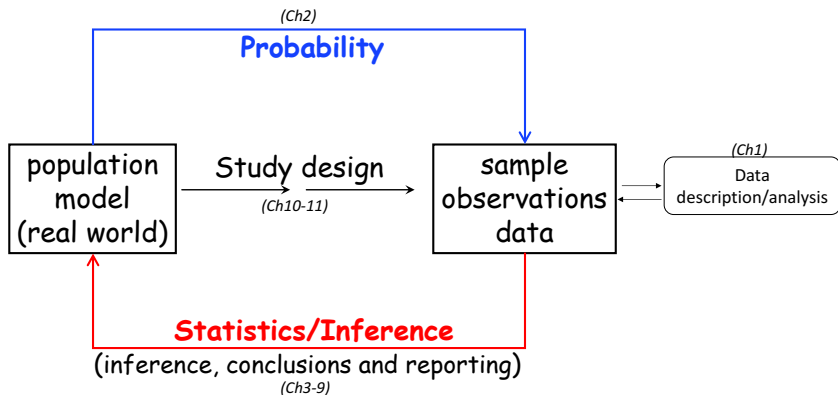 (Ch2)
Probability
population
model
(real world)
Study design
(Ch10-11)
sample
observations
data
(Ch1)
Data
description/analysis
Statistics/Inference
(inference, conclusions and reporting)
(Ch3-9)